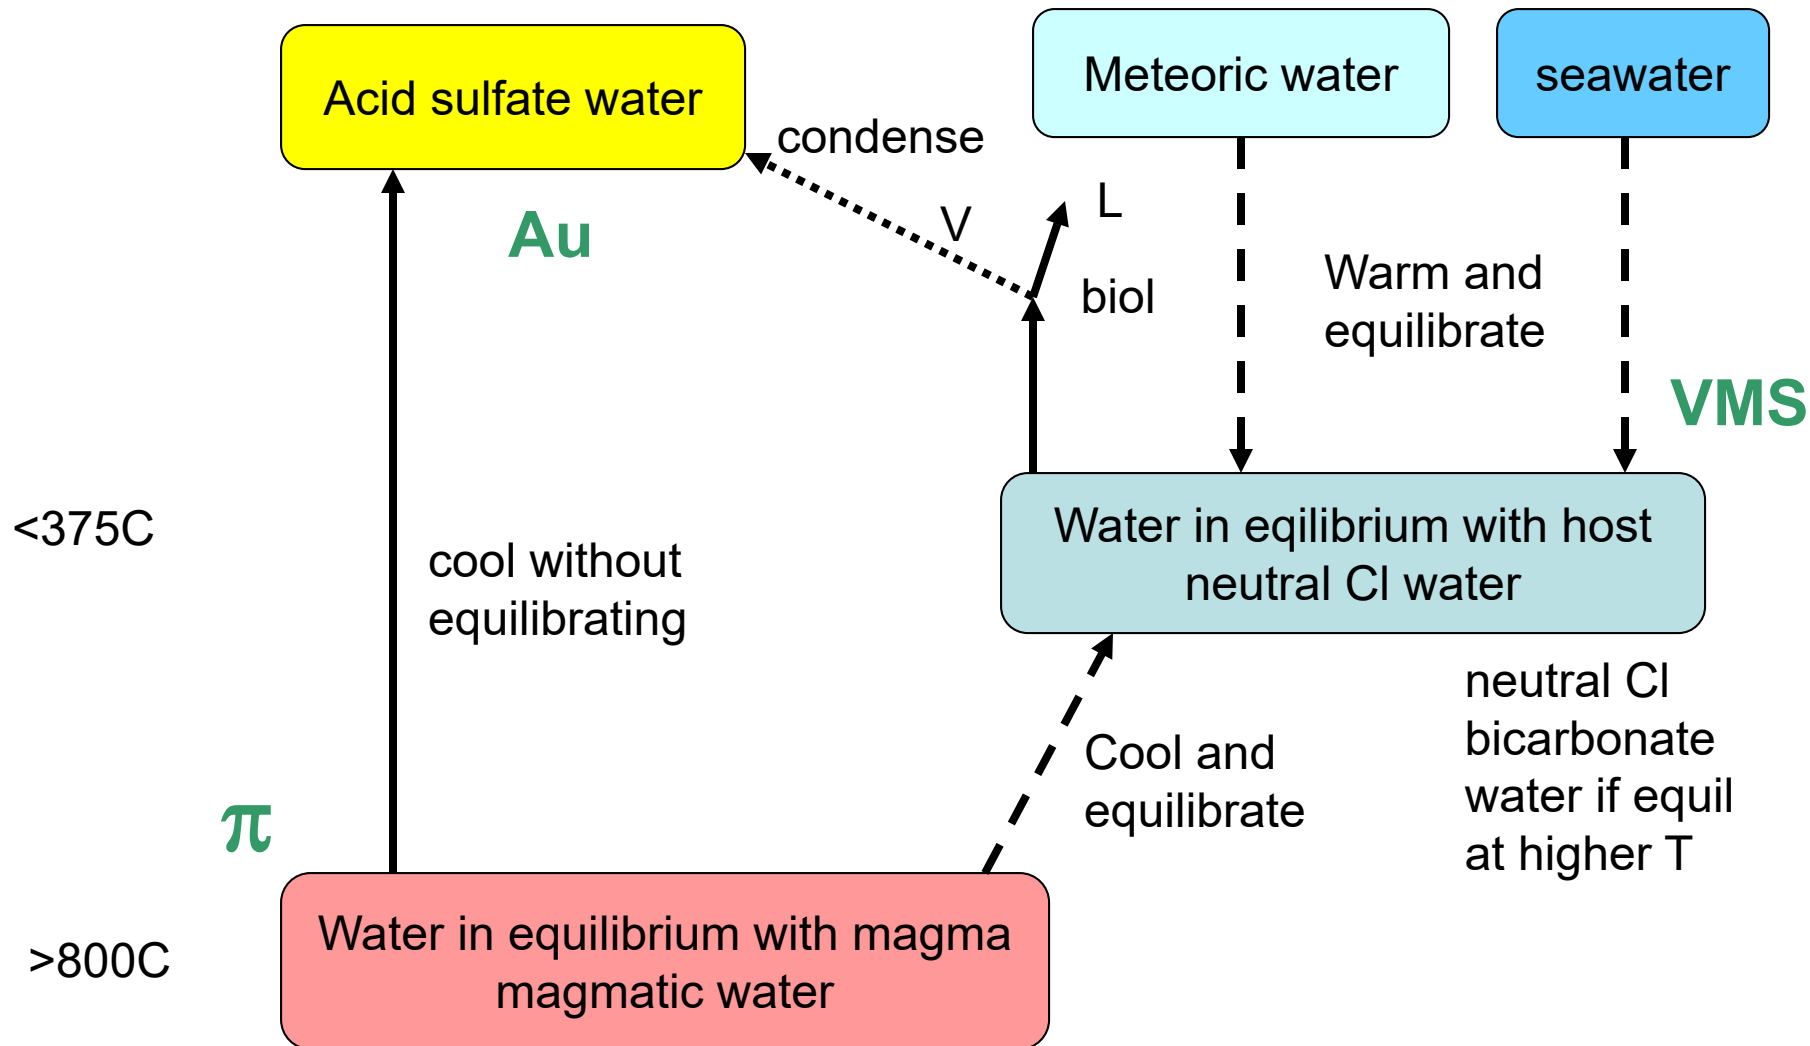 Acid sulfate water
Meteoric water
seawater
condense
V
L
Au
biol
Warm and
equilibrate
VMS
<375C
cool without
equilibrating
Water in eqilibrium with host
neutral Cl water
neutral Cl
bicarbonate
water if equil
at higher T
Cool and
equilibrate
π
>800C
Water in equilibrium with magma
magmatic water